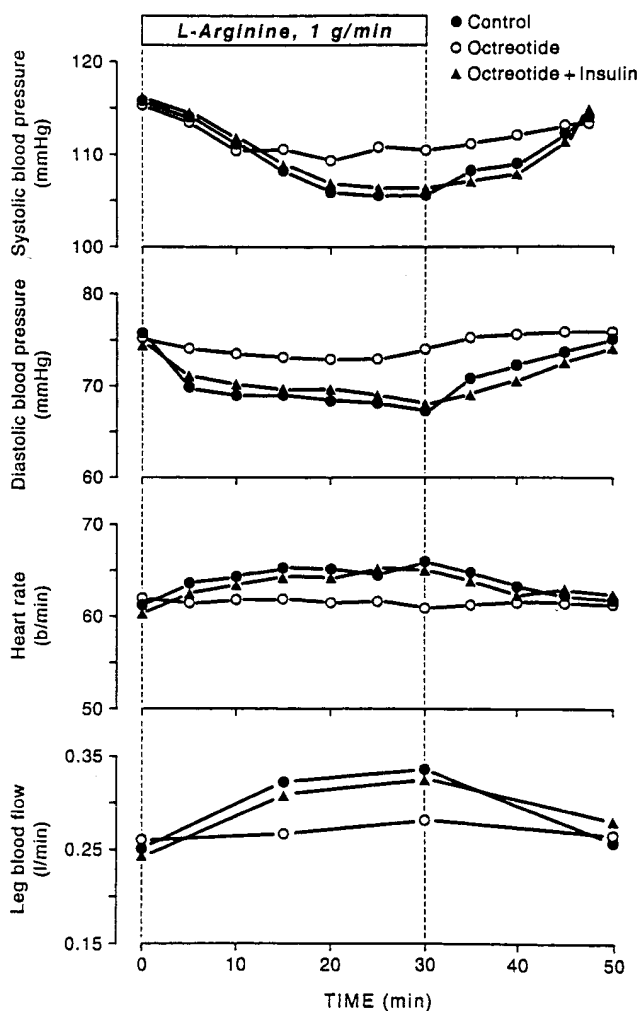 L-Arginine, 1 g/min
Control
Octreotide
Octreotide + Insulin
Systolic blood pressure
(mmHg)
120
110
100
Diastolic blood pressure
(mmHg)
80
70
60
Heart rate
(b/min)
70
60
50
Leg blood flow
(l/min)
0.35
0.25
0.15
0 10 20 30 40 50
TIME (min)